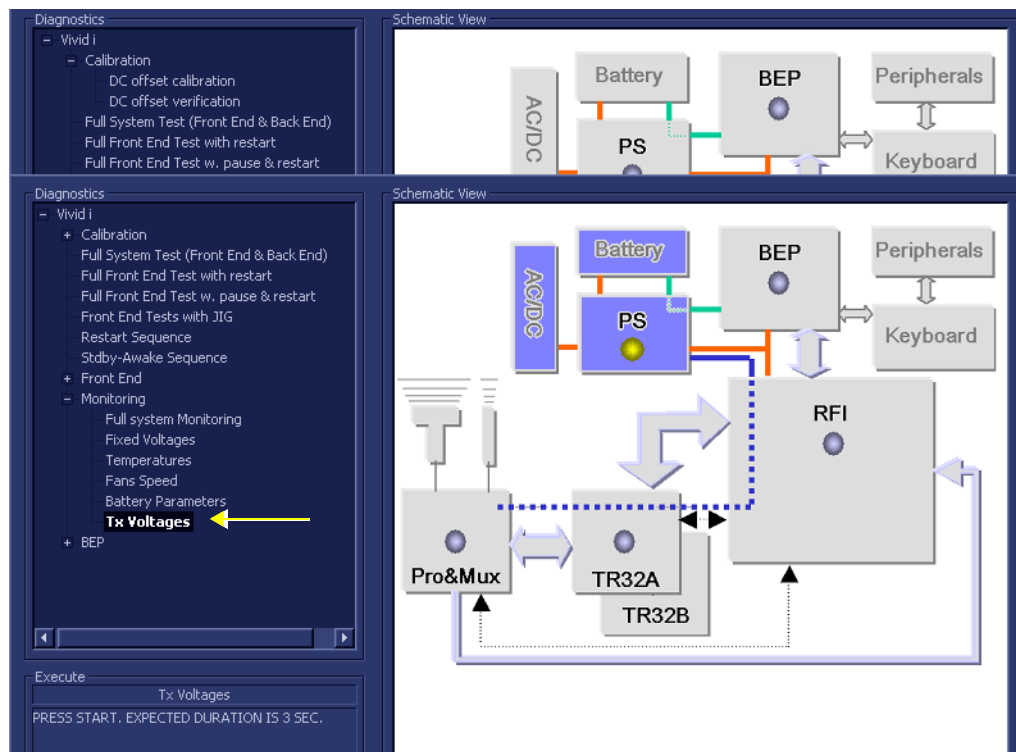 Diagnostics
Vivid i
Calibration
DC offset calibration
DC offset verification
Full System Test (Front End & Back End)
Full Front End Test with restart
Full Front End Test w. pause & restart
Schematic View
Battery
BEP
Peripherals
AC/DC
PS
Keyboard
Diagnostics
Vivid i
Calibration
Full System Test (Front End & Back End)
Full Front End Test with restart
Full Front End Test w. pause & restart
Front End Tests with JIG
Restart Sequence
Stdby-Awake Sequence
Front End
Monitoring
Full system Monitoring
Fixed Voltages
Temperatures
Fans Speed
Battery Parameters
Tx Voltages
BEP
Schematic View
Battery
BEP
Peripherals
AC/DC
PS
Keyboard
RFI
Pro&Mux
TR32A
TR32B
Execute
Tx Voltages
PRESS START. EXPECTED DURATION IS 3 SEC.